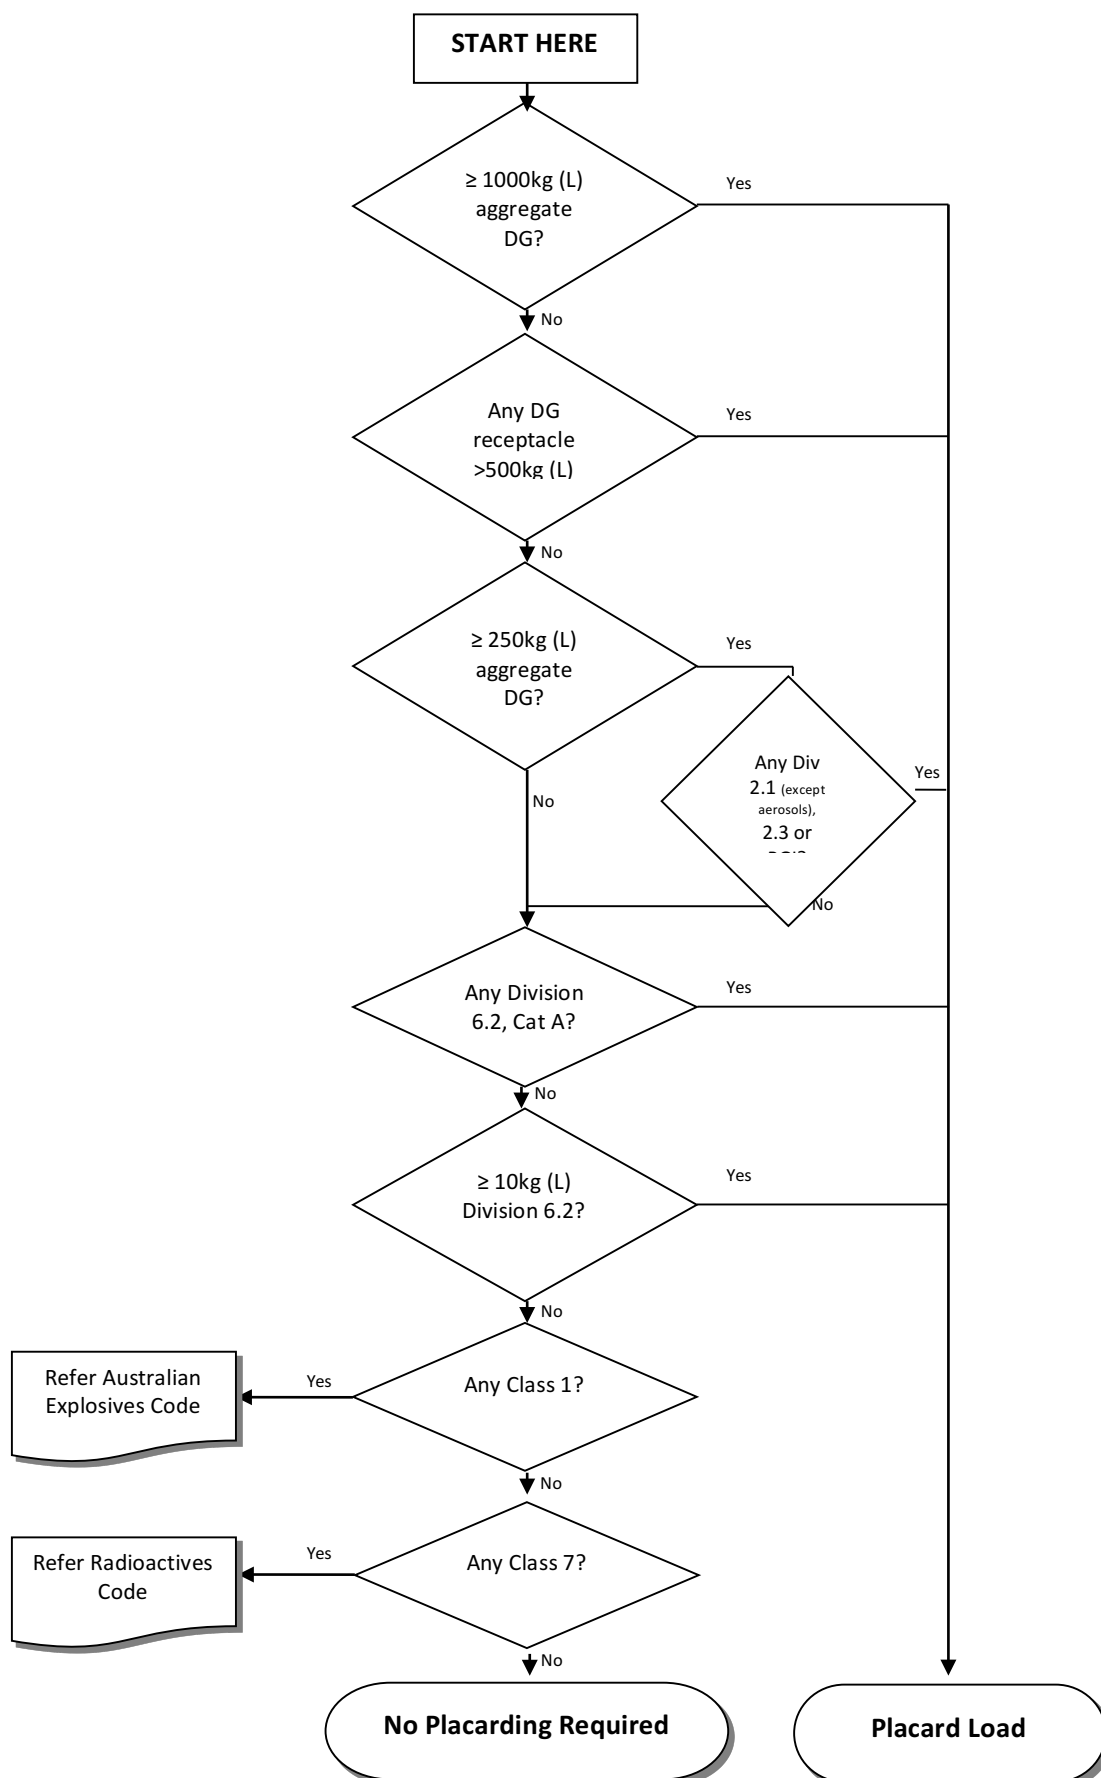 START HERE
≥ 1000kg (L)
aggregate
DG?
Yes
No
Any DG
receptacle
>500kg (L)
Yes
No
≥ 250kg (L)
aggregate
DG?
Yes
No
Any Div
2.1 (except
aerosols),
2.3 or
Yes
No
Any Division
6.2, Cat A?
Yes
No
≥ 10kg (L)
Division 6.2?
Yes
No
Any Class 1?
Yes
Refer Australian
Explosives Code
No
Any Class 7?
Yes
Refer Radioactives
Code
No
No Placarding Required
Placard Load